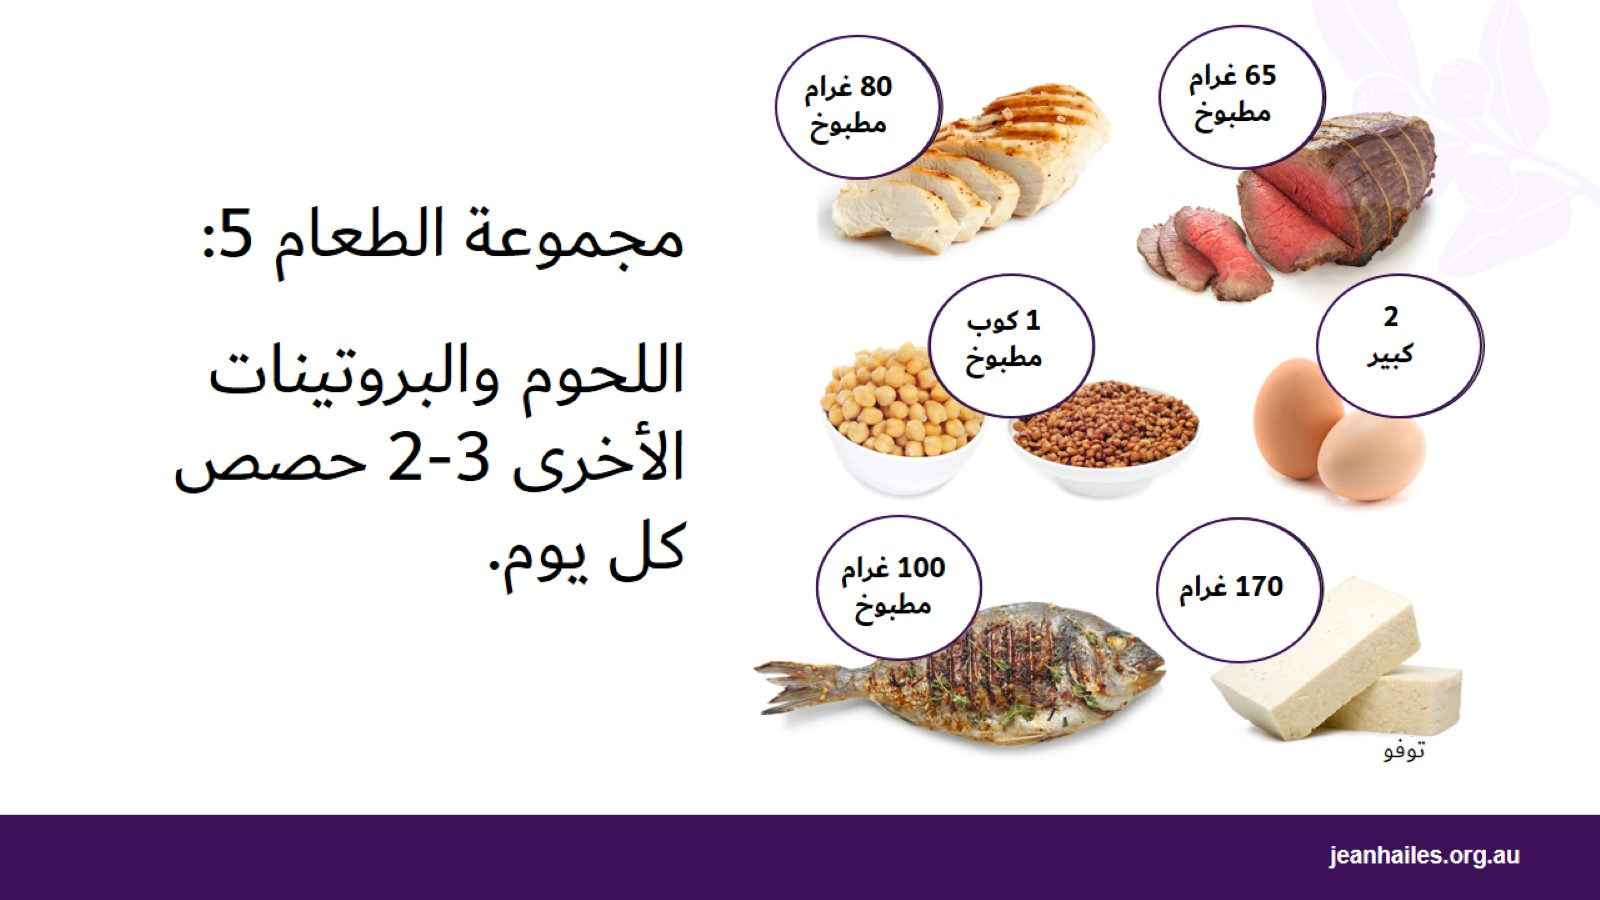 مجموعة الطعام 5:
اللحوم والبروتينات
الأخرى 3-2 حصص
كل يوم.
65 غرام
مطبوخ
80 غرام
مطبوخ
2
كبير
1 كوب
مطبوخ
170 غرام
توفو
100 غرام
مطبوخ
jeanhailes.org.au